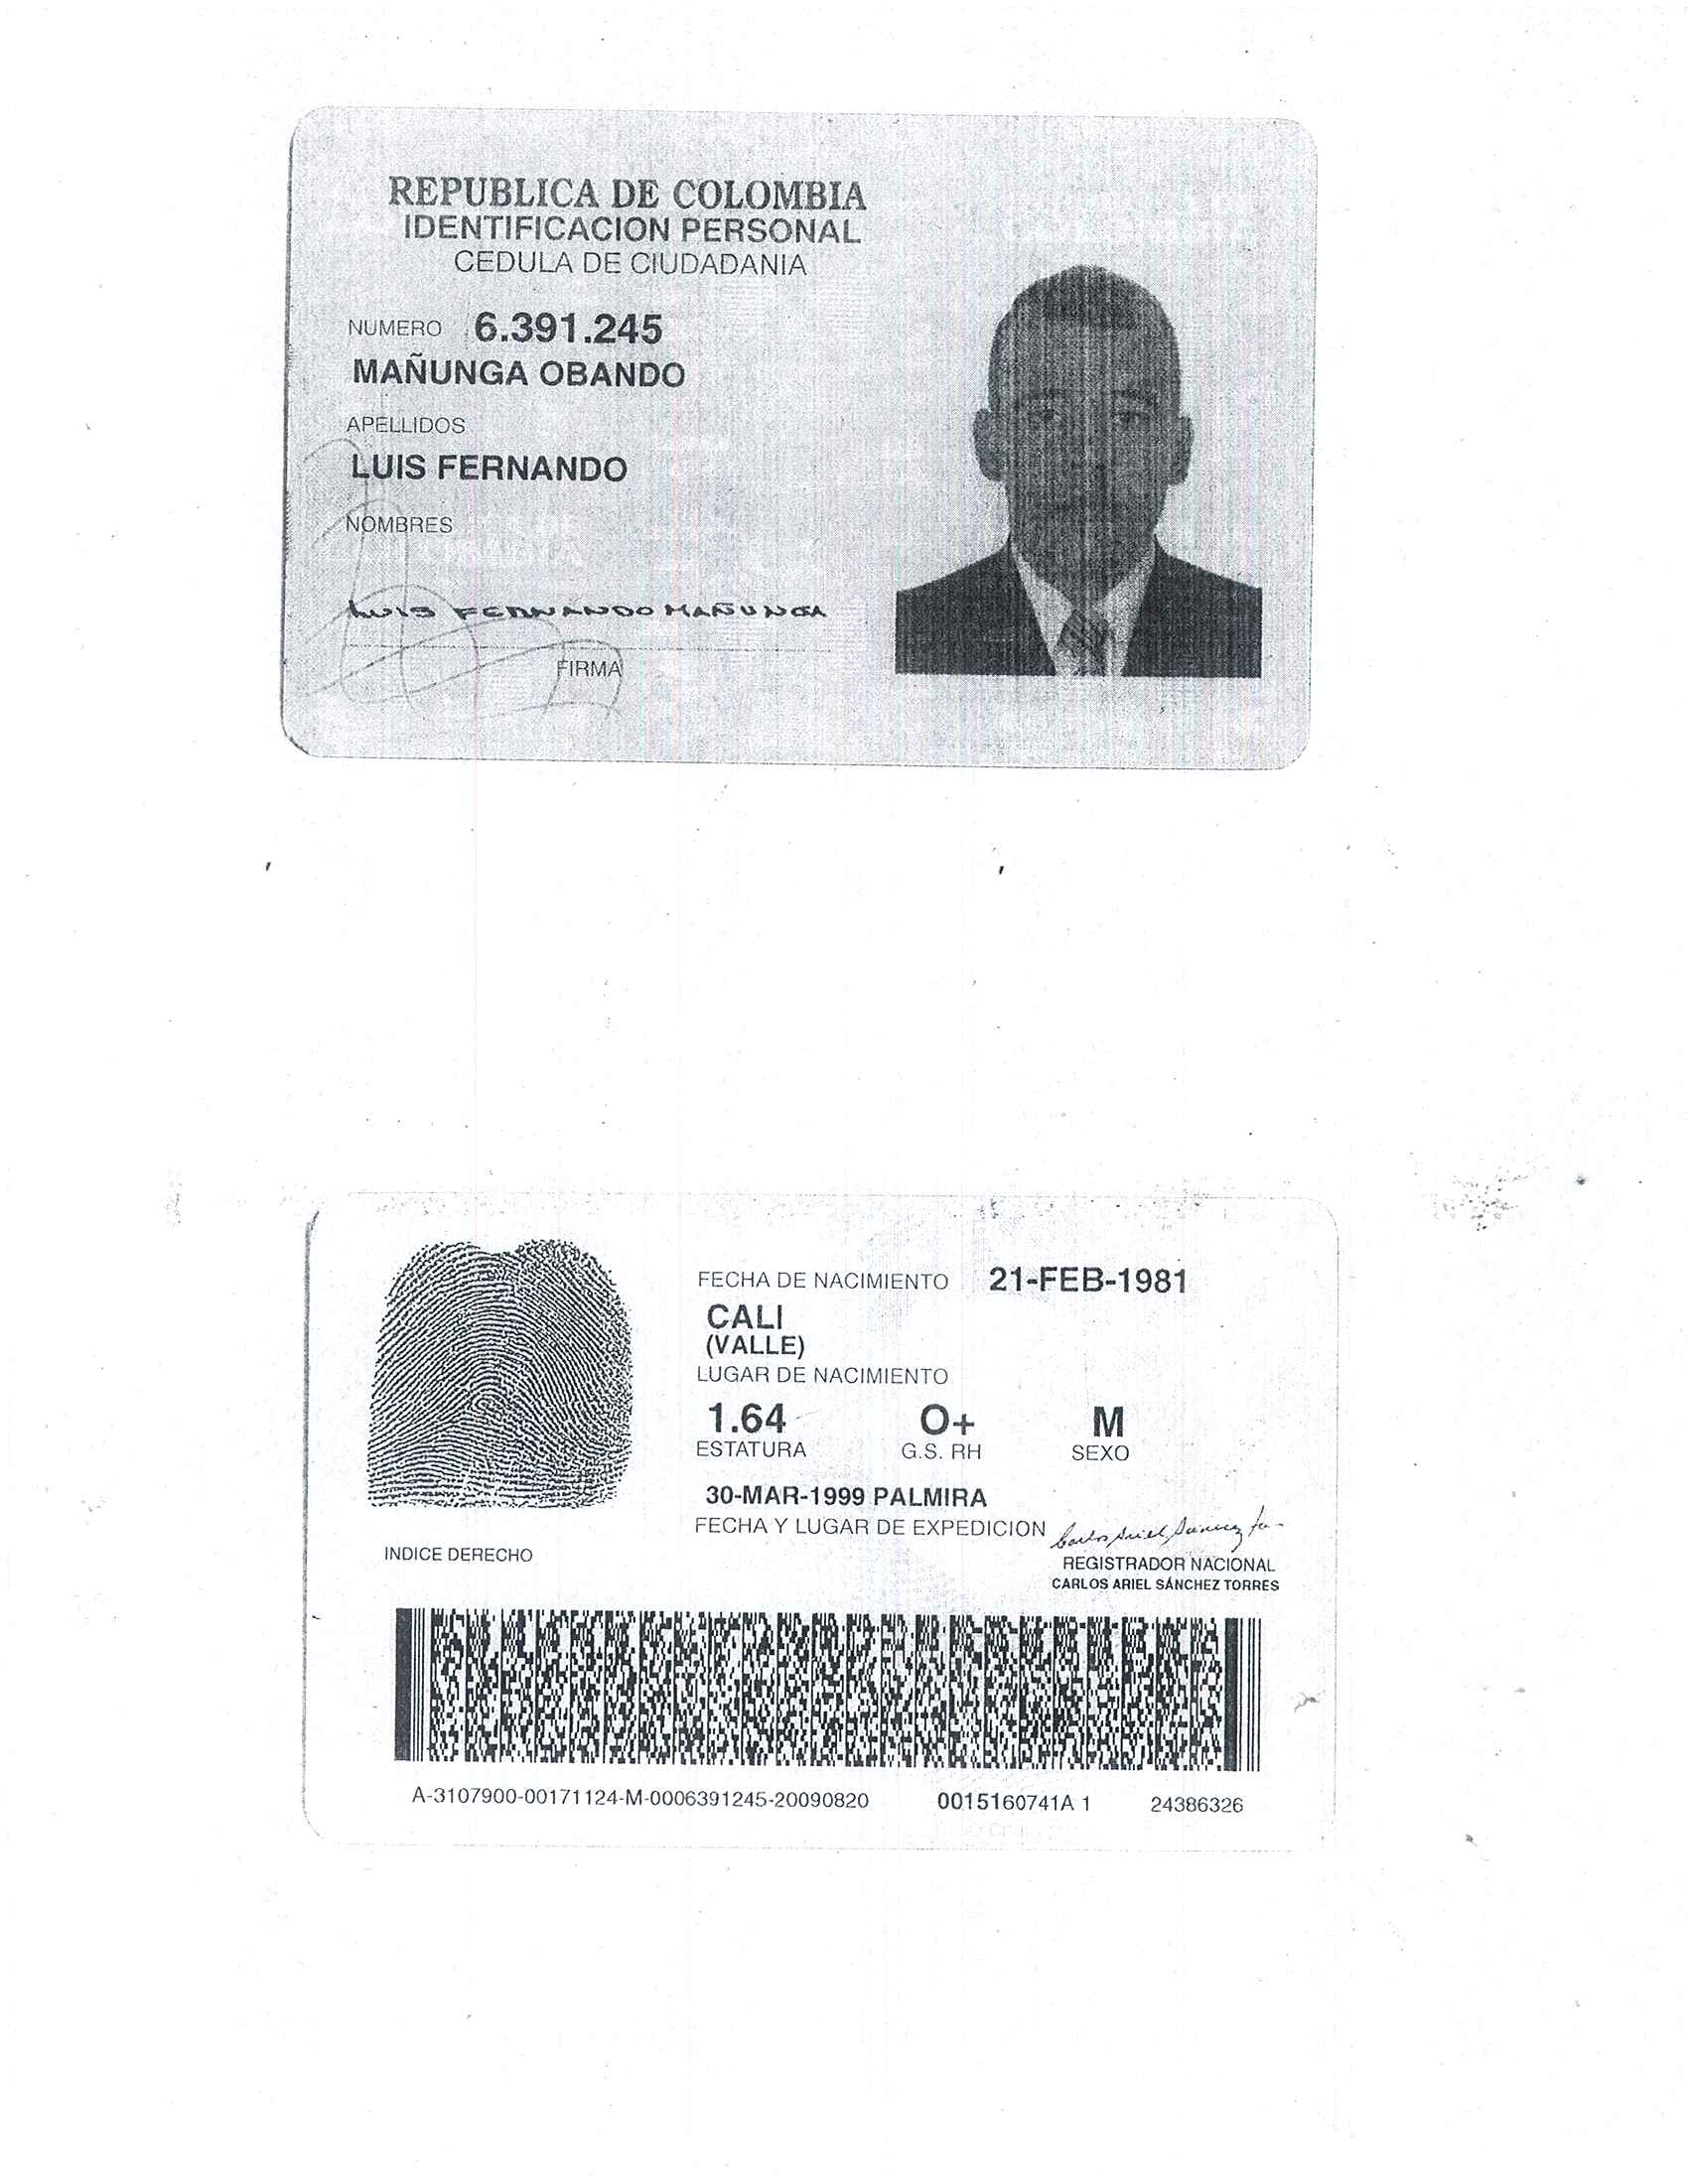 REPUBLICA DE COLOMBIA
IDENTIFICACION PERSONAL
CEDULA DE CIUDADANIA
NUMERO 6.391.245
MAÑUNGA OBANDO
APELLIDOS
LUIS FERNANDO
NOMBRES
LUIS FERNANDO MAÑUNGA
FIRMA
FECHA DE NACIMIENTO 21-FEB-1981
CALI
(VALLE)
LUGAR DE NACIMIENTO
1.64 O+ M
ESTATURA G.S. RH SEXO
30-MAR-1999 PALMIRA
FECHA Y LUGAR DE EXPEDICION
INDICE DERECHO
REGISTRADOR NACIONAL
CARLOS ARIEL SÁNCHEZ TORRES
A-3107900-00171124-M-0006391245-20090820 0015160741A 1 24386326